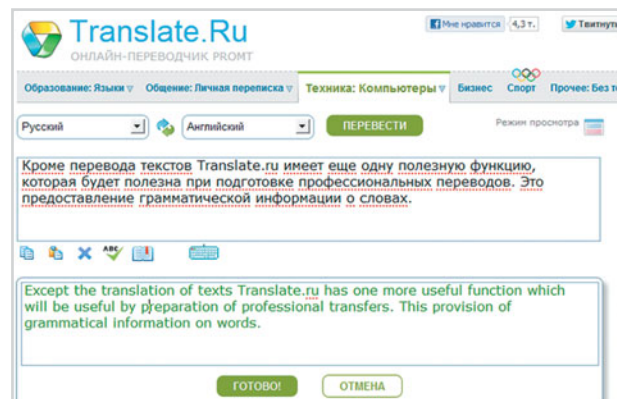 Translate.Ru
ОНЛАЙН-ПЕРЕВОДЧИК PROMT
Мне нравится 4,3 т. Твитнуть
Образование: Языки Общение: Личная переписка Техника: Компьютеры Бизнес Спорт Прочее: Без
Русский Английский ПЕРЕВЕСТИ Режим просмотра
Кроме перевода текстов Translate.ru имеет еще одну полезную функцию,
которая будет полезна при подготовке профессиональных переводов. Это
предоставление грамматической информации о словах.
ABC
Except the translation of texts Translate.ru has one more useful function which
will be useful by preparation of professional transfers. This provision of
grammatical information on words.
ГОТОВО! ОТМЕНА